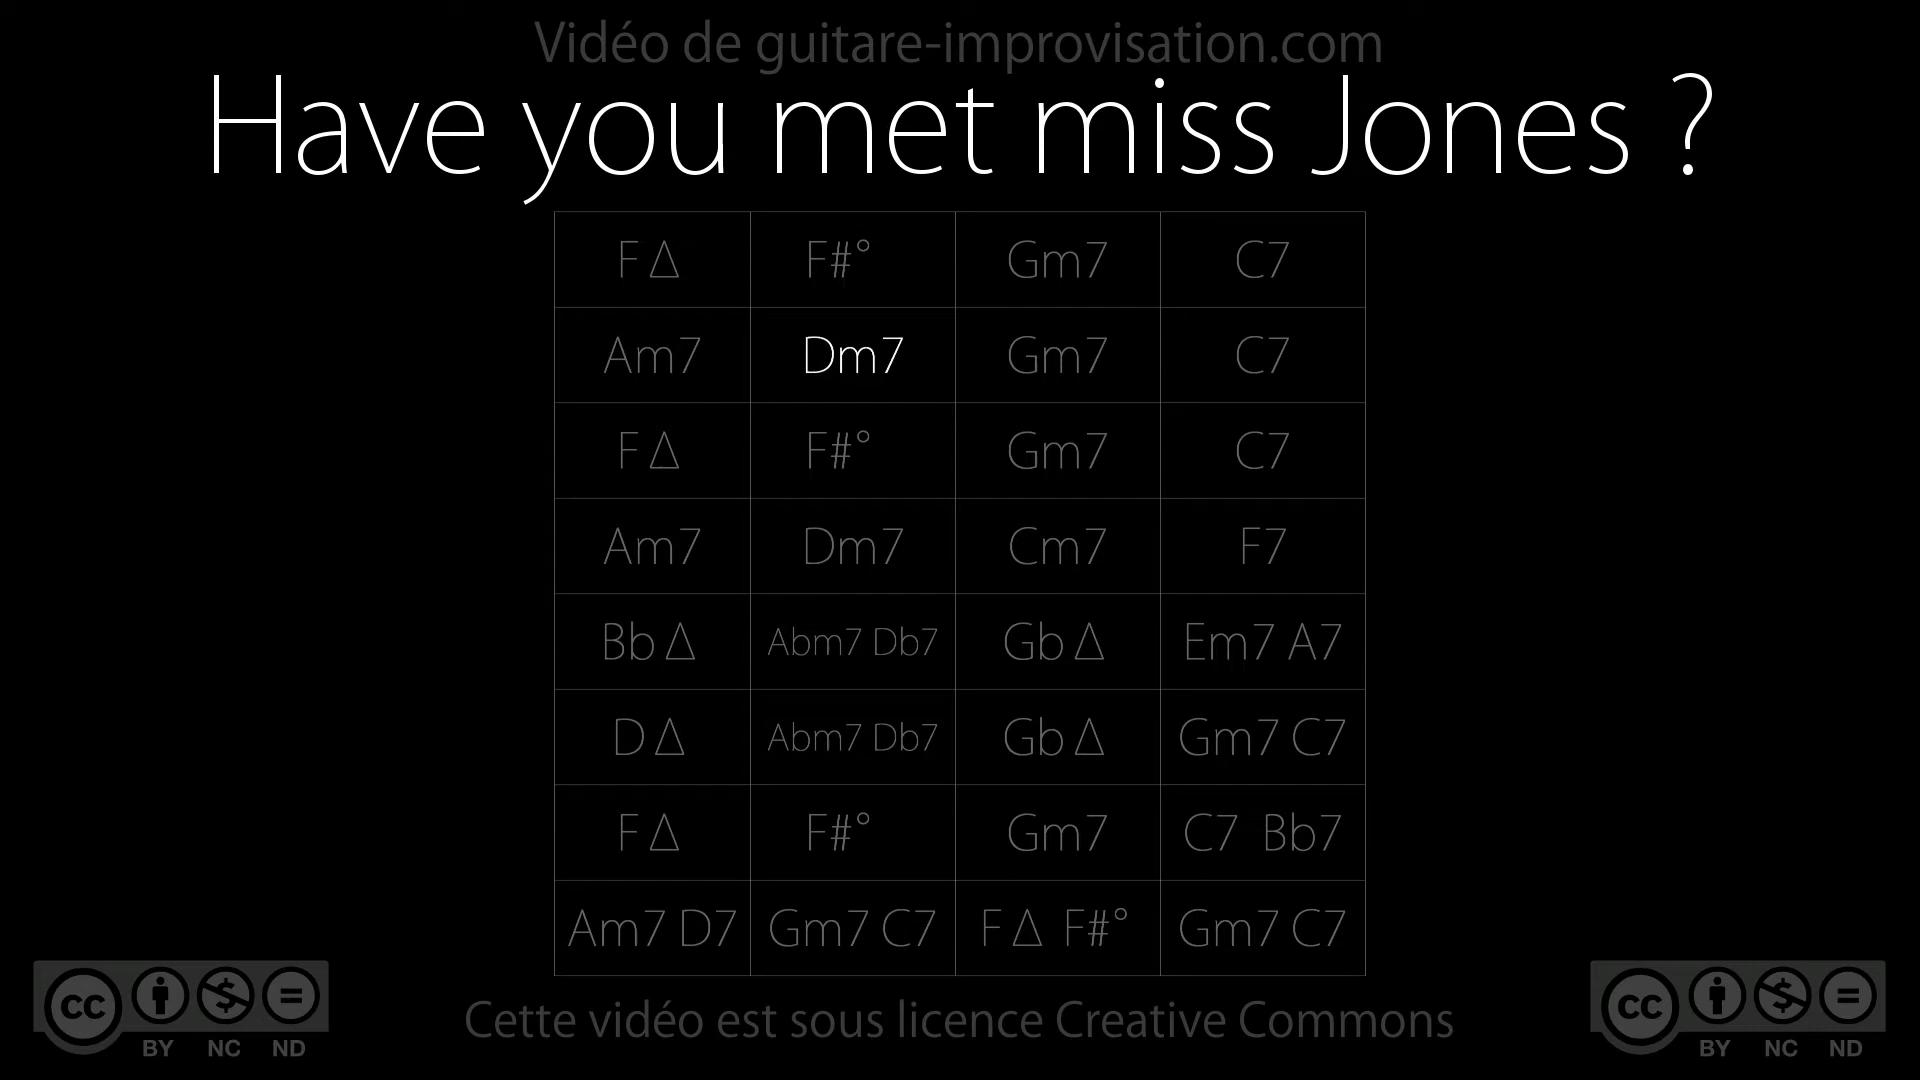 Vidéo de guitare-improvisation.com
Have you met miss Jones ?
F Δ F#° Gm7 C7
Am7 Dm7 Gm7 C7
F Δ F#° Gm7 C7
Am7 Dm7 Cm7 F7
Bb Δ Abm7 Db7 Gb Δ Em7 A7
D Δ Abm7 Db7 Gb Δ Gm7 C7
F Δ F#° Gm7 C7 Bb7
Am7 D7 Gm7 C7 F Δ F#° Gm7 C7
Cette vidéo est sous licence Creative Commons
cc BY NC ND
cc BY NC ND